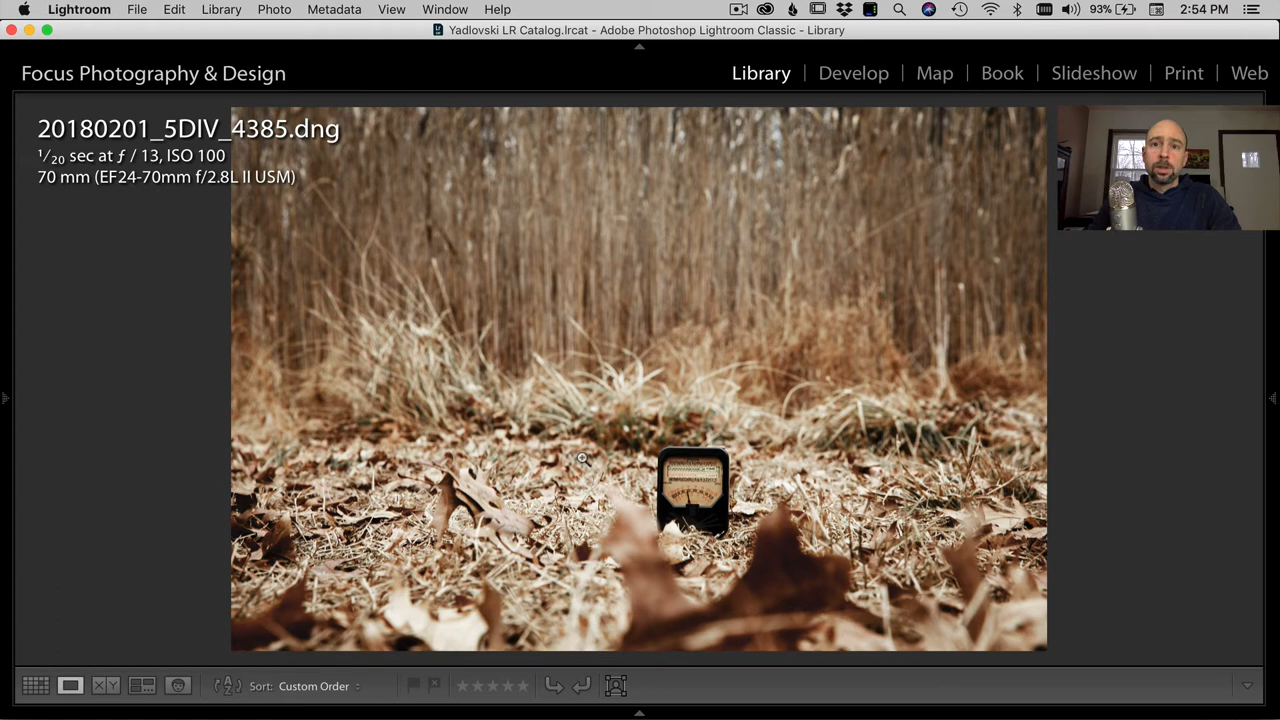 Lightroom File Edit Library Photo Metadata View Window Help 93% 2:54 PM
Yadlovski LR Catalog.lrcat - Adobe Photoshop Lightroom Classic - Library
Focus Photography & Design
Library | Develop | Map | Book | Slideshow | Print | Web
20180201_5DIV_4385.dng
1/20 sec at ƒ / 13, ISO 100
70 mm (EF24-70mm f/2.8L II USM)
Sort: Custom Order